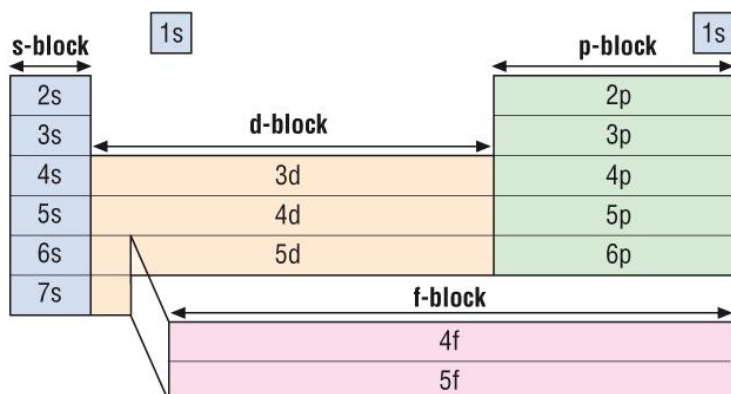 1s 1s
s-block p-block
2s 2p
3s d-block 3p
4s 3d 4p
5s 4d 5p
6s 5d 6p
7s f-block
4f
5f